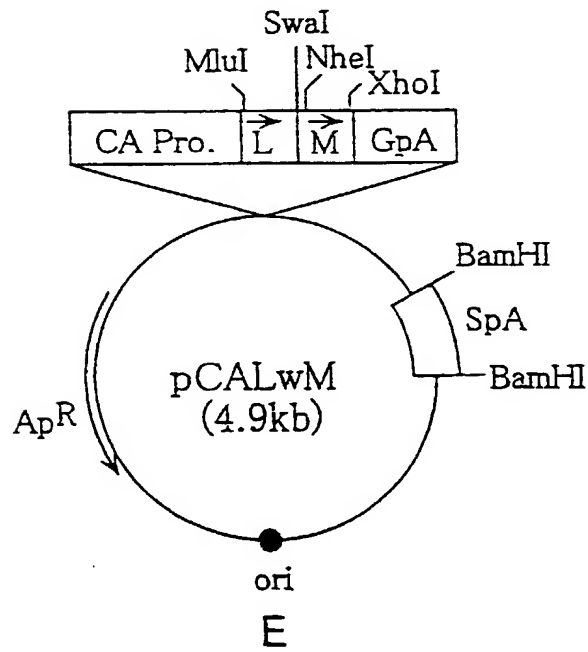 SwaI
MluI
NheI
XhoI
CA Pro.
L
M
GpA
BamHI
SpA
BamHI
pCALwM
(4.9kb)
ApR
ori
E